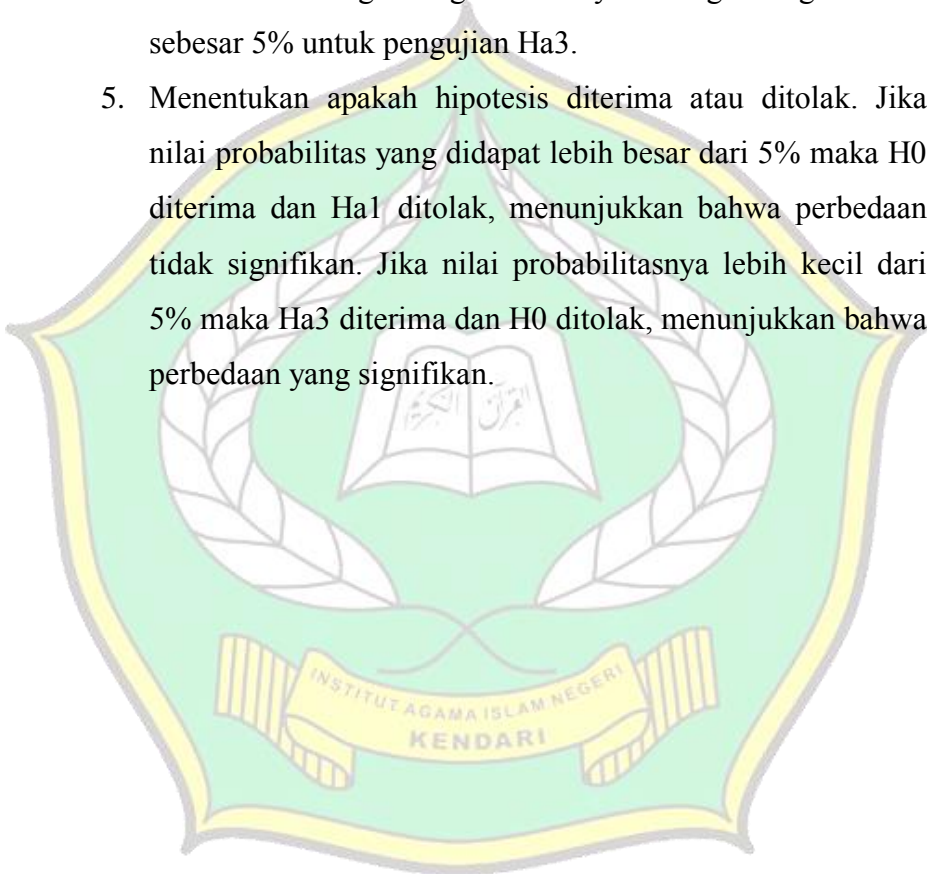 sebesar 5% untuk pengujian Ha3.
5. Menentukan apakah hipotesis diterima atau ditolak. Jika
nilai probabilitas yang didapat lebih besar dari 5% maka H0
diterima dan Ha1 ditolak, menunjukkan bahwa perbedaan
tidak signifikan. Jika nilai probabilitasnya lebih kecil dari
5% maka Ha3 diterima dan H0 ditolak, menunjukkan bahwa
perbedaan yang signifikan.
INSTITUT AGAMA ISLAM NEGERI
KENDARI